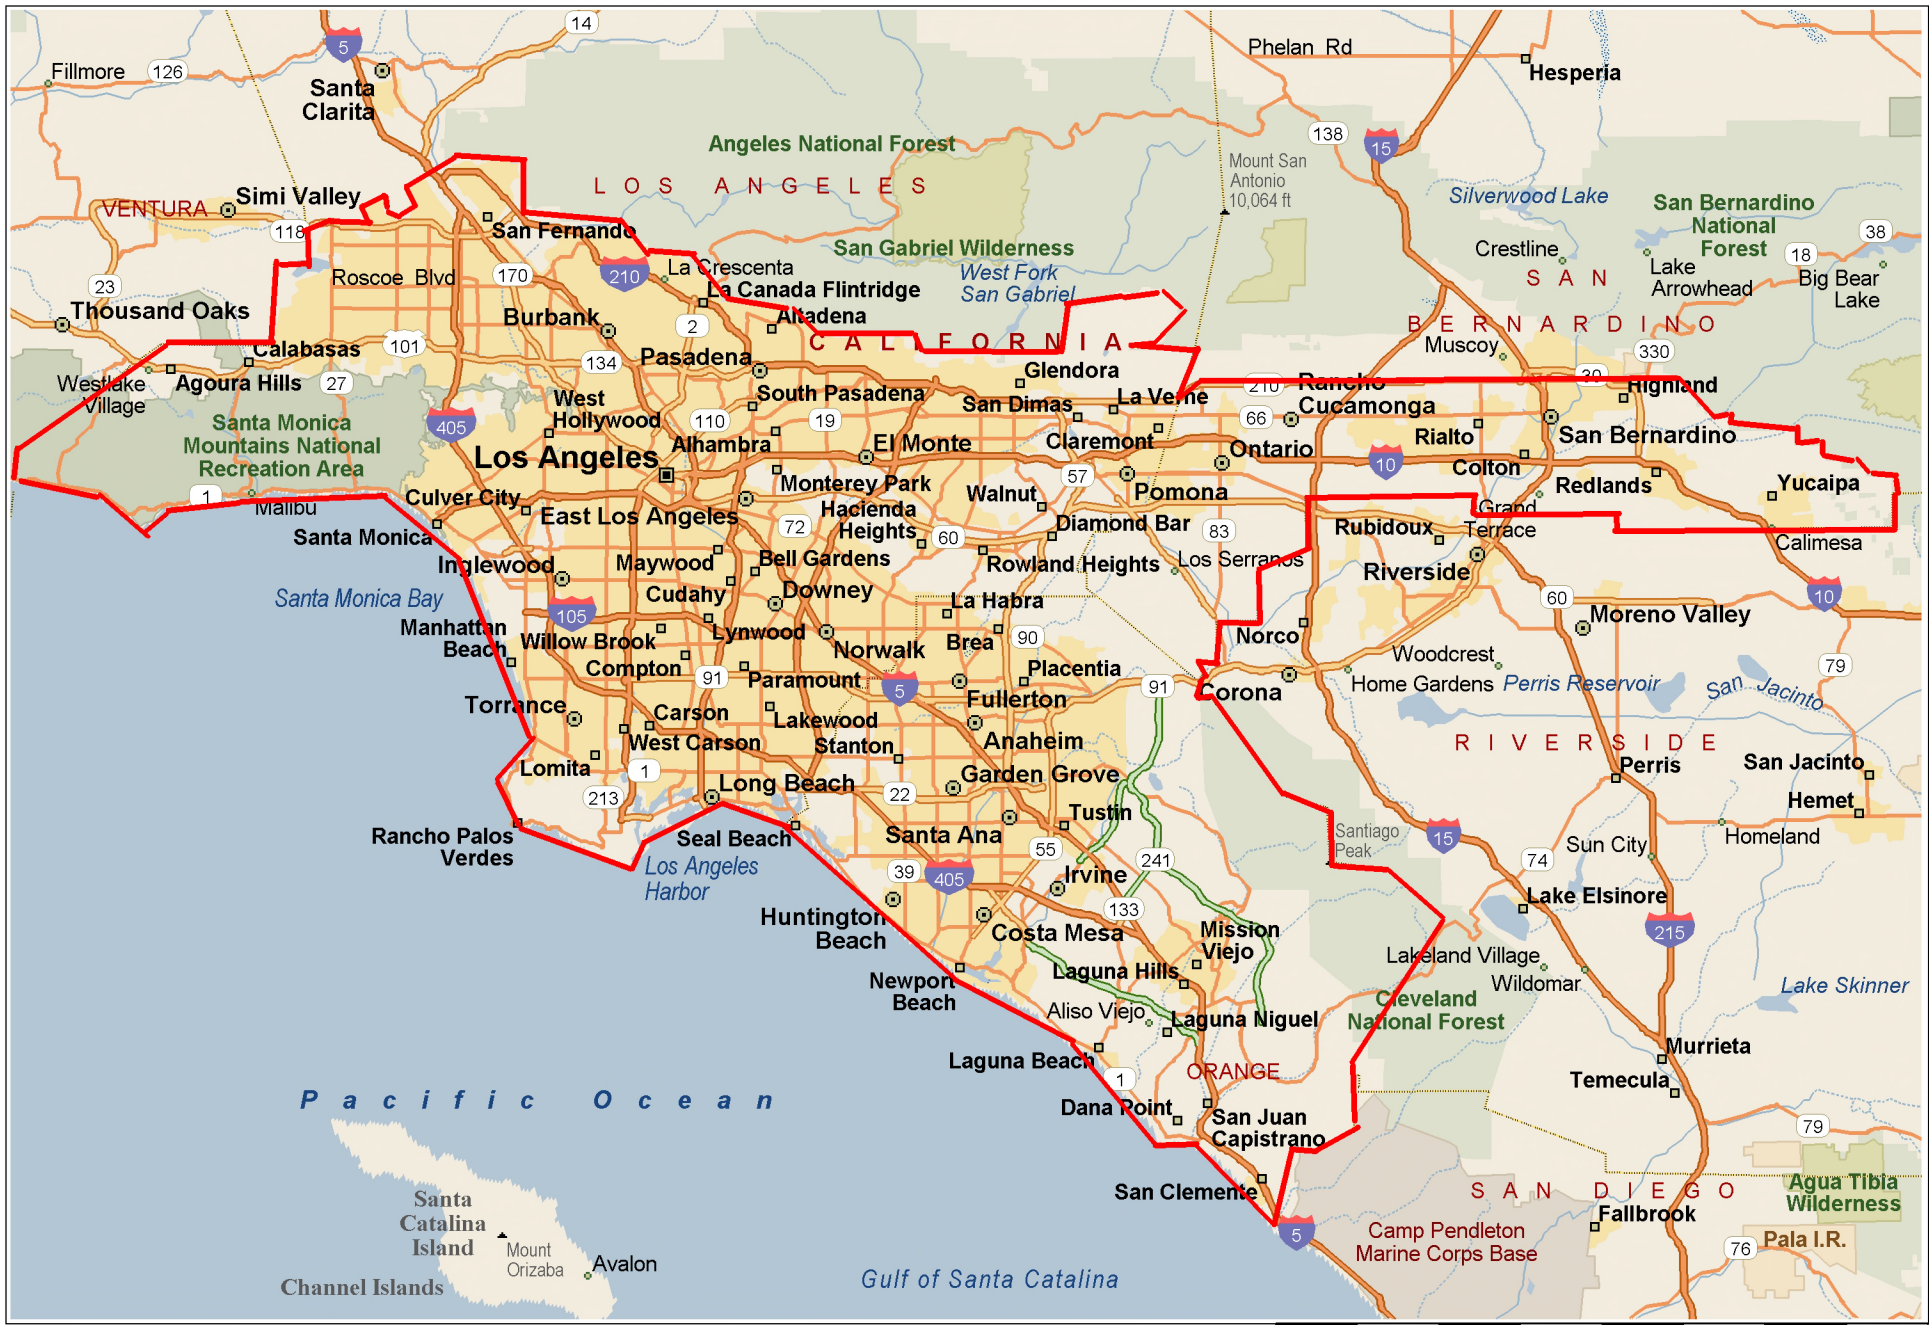 5
14
Phelan Rd
Fillmore
126
Santa
Clarita
Hesperia
138
15
Angeles National Forest
Mount San
Antonio
10,064 ft
LOS ANGELES
Silverwood Lake
San Bernardino
National
Forest
VENTURA
Simi Valley
118
San Fernando
San Gabriel Wilderness
West Fork
San Gabriel
Crestline
SAN
Lake
Arrowhead
18
38
Big Bear
Lake
Roscoe Blvd
170
210
La Crescenta
La Canada Flintridge
23
Thousand Oaks
Burbank
2
Altadena
BERNARDINO
CALIFORNIA
Muscoy
330
Calabasas
101
134
Pasadena
Glendora
Westlake
Village
Agoura Hills
27
South Pasadena
San Dimas
La Verne
210
Rancho
Cucamonga
30
Highland
West
Hollywood
110
19
66
Santa Monica
Mountains National
Recreation Area
405
Alhambra
El Monte
Claremont
Ontario
Rialto
San Bernardino
Los Angeles
10
Colton
57
Monterey Park
Walnut
Pomona
Redlands
Yucaipa
1
Malibu
Culver City
East Los Angeles
Hacienda
Heights
72
60
Diamond Bar
83
Grand
Terrace
Rubidoux
Santa Monica
Calimesa
Inglewood
Maywood
Bell Gardens
Rowland Heights
Los Serranos
Riverside
Santa Monica Bay
105
Cudahy
Downey
La Habra
60
10
Moreno Valley
Manhattan
Beach
Willow Brook
Lynwood
Norwalk
Brea
90
Norco
Compton
91
Paramount
5
Placentia
91
Woodcrest
79
Corona
Home Gardens
Perris Reservoir
San Jacinto
Torrance
Carson
Lakewood
Fullerton
West Carson
Stanton
Anaheim
RIVERSIDE
Lomita
1
213
Long Beach
22
Garden Grove
Perris
San Jacinto
Hemet
Rancho Palos
Verdes
Seal Beach
Santa Ana
Tustin
Santiago
Peak
15
Homeland
Sun City
Los Angeles
Harbor
39
405
55
Irvine
241
74
133
Lake Elsinore
Huntington
Beach
Costa Mesa
Mission
Viejo
215
Lakeland Village
Wildomar
Newport
Beach
Laguna Hills
Lake Skinner
Aliso Viejo
Laguna Niguel
Cleveland
National Forest
Laguna Beach
Murrieta
1
ORANGE
Temecula
Pacific Ocean
Dana Point
San Juan
Capistrano
79
San Clemente
SAN DIEGO
Agua Tibia
Wilderness
Fallbrook
Santa
Catalina
Island
Mount
Orizaba
5
Camp Pendleton
Marine Corps Base
76
Pala I.R.
Avalon
Channel Islands
Gulf of Santa Catalina